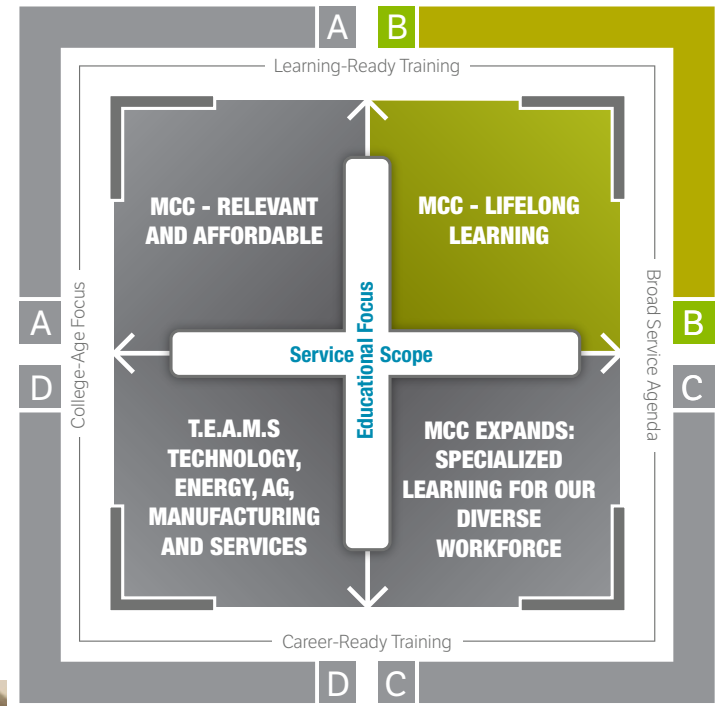 A B
Learning-Ready Training
MCC - RELEVANT
AND AFFORDABLE
MCC - LIFELONG
LEARNING
A
College-Age Focus
Broad Service Agenda
B
Service Scope
Educational Focus
D
C
T.E.A.M.S
TECHNOLOGY,
ENERGY, AG,
MANUFACTURING
AND SERVICES
MCC EXPANDS:
SPECIALIZED
LEARNING FOR OUR
DIVERSE
WORKFORCE
Career-Ready Training
D C